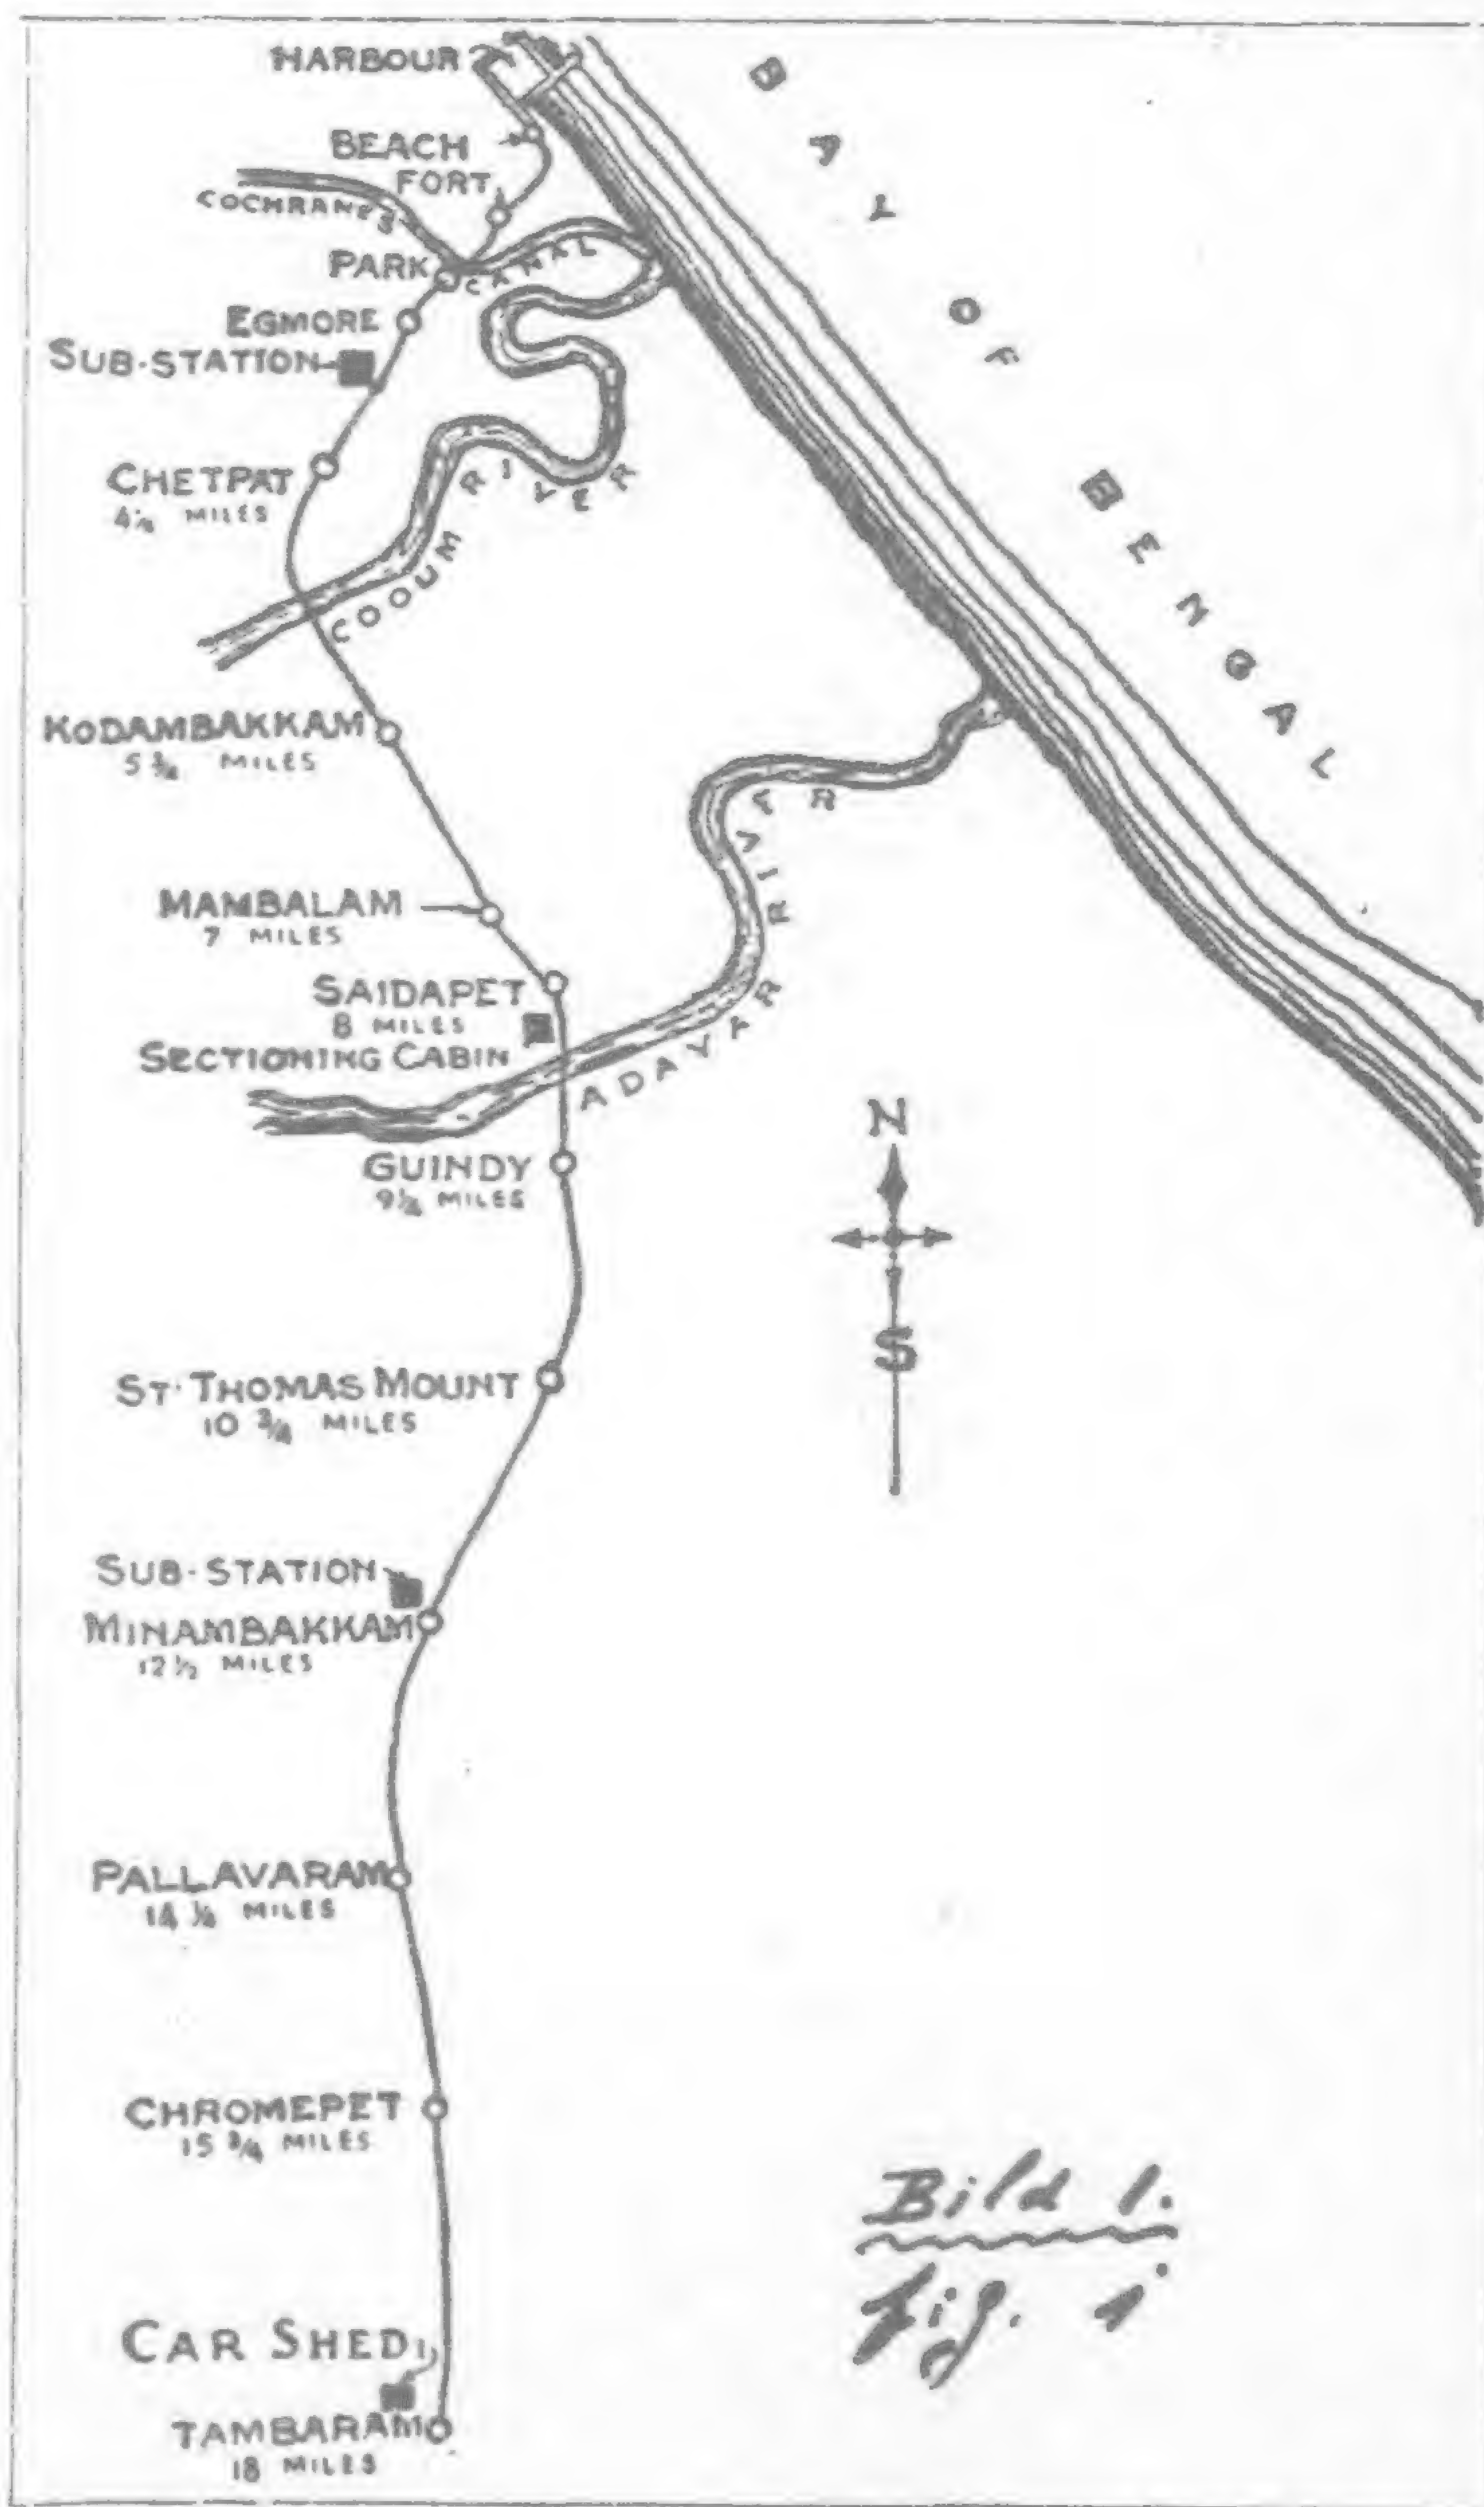 HARBOUR
BAY OF BENGAL
BEACH
FORT
COCHRANES
CANAL
PARK
EGMORE
SUB-STATION
CHETPAT
4¼ MILES
COOUM RIVER
KODAMBAKKAM
5¾ MILES
MAMBALAM
7 MILES
SAIDAPET
8 MILES
SECTIONING CABIN
ADAYAR RIVER
GUINDY
9¼ MILES
N
S
ST. THOMAS MOUNT
10 ¾ MILES
SUB-STATION
MINAMBAKKAM
12½ MILES
PALLAVARAM
14 ¼ MILES
CHROMEPET
15 ¾ MILES
Bild 1.
fig. 1
CAR SHED
TAMBARAM
18 MILES